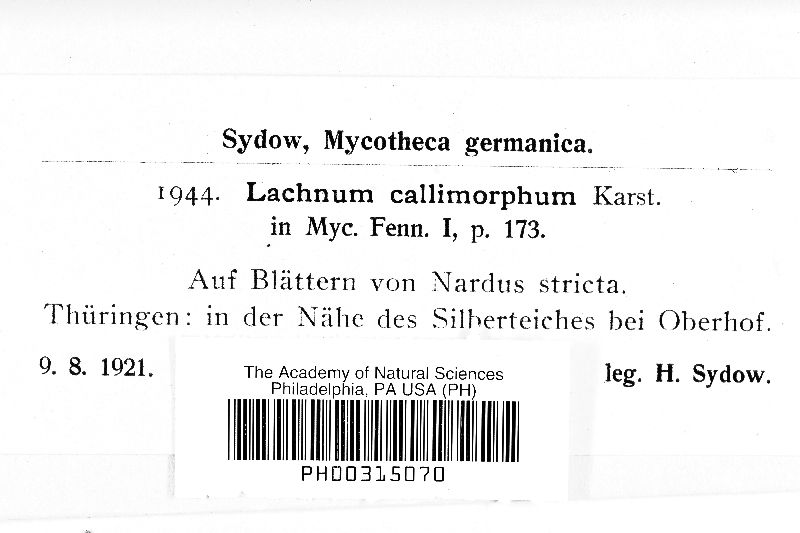 Sydow, Mycotheca germanica.
1944. Lachnum callimorphum Karst.
in Myc. Fenn. I, p. 173.
Auf Blättern von Nardus stricta.
Thüringen: in der Nähe des Silberteiches bei Oberhof.
9. 8. 1921.
leg. H. Sydow.
The Academy of Natural Sciences
Philadelphia, PA USA (PH)
PH00315070